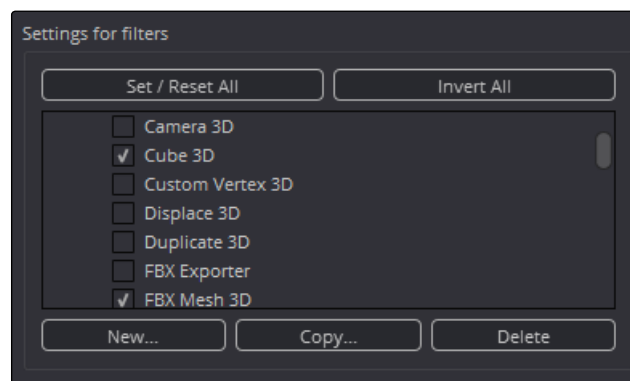 Settings for filters
Set / Reset All Invert All
Camera 3D
Cube 3D
Custom Vertex 3D
Displace 3D
Duplicate 3D
FBX Exporter
FBX Mesh 3D
New... Copy... Delete